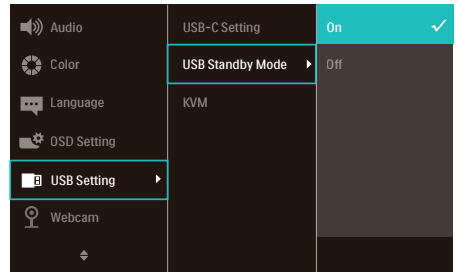 Audio
Color
Language
OSD Setting
USB Setting
Webcam
USB-C Setting
USB Standby Mode
KVM
On
Off